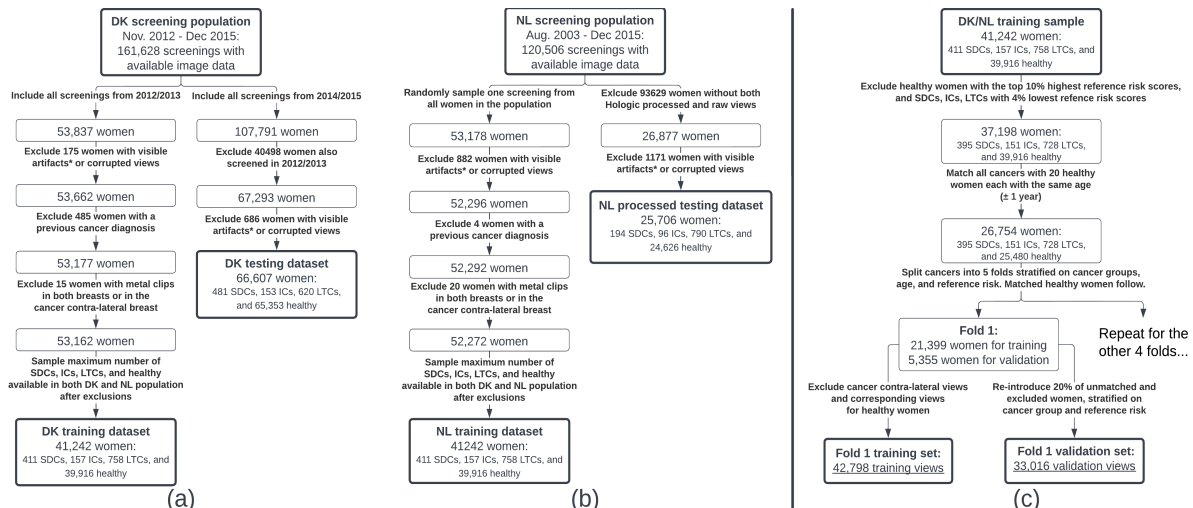 DK screening population
Nov. 2012 - Dec 2015:
161,628 screenings with
available image data
Include all screenings from 2012/2013
53,837 women
Exclude 175 women with visible
artifacts* or corrupted views
53,662 women
Exclude 485 women with a
previous cancer diagnosis
53,177 women
Exclude 15 women with metal clips
in both breasts or in the
cancer contra-lateral breast
53,162 women
Sample maximum number of
SDCs, ICs, LTCs, and healthy
available in both DK and NL population
after exclusions
DK training dataset
41,242 women:
411 SDCs, 157 ICs, 758 LTCs, and
39,916 healthy
Include all screenings from 2014/2015
107,791 women
Exclude 40498 women also
screened in 2012/2013
67,293 women
Exclude 686 women with visible
artifacts* or corrupted views
DK testing dataset
66,607 women:
481 SDCs, 153 ICs, 620 LTCs,
and 65,353 healthy
(a)
NL screening population
Aug. 2003 - Dec 2015:
120,506 screenings with
available image data
Randomly sample one screening from
all women in the population
53,178 women
Exclude 882 women with visible
artifacts* or corrupted views
52,296 women
Exclude 4 women with a
previous cancer diagnosis
52,292 women
Exclude 20 women with metal clips
in both breasts or in the
cancer contra-lateral breast
52,272 women
Sample maximum number of
SDCs, ICs, LTCs, and healthy
available in both DK and NL population
after exclusions
NL training dataset
41242 women:
411 SDCs, 157 ICs, 758 LTCs, and
39,916 healthy
Exlcude 93629 women without both
Hologic processed and raw views
26,877 women
Exclude 1171 women with visible
artifacts* or corrupted views
NL processed testing dataset
25,706 women:
194 SDCs, 96 ICs, 790 LTCs, and
24,626 healthy
(b)
DK/NL training sample
41,242 women:
411 SDCs, 157 ICs, 758 LTCs, and
39,916 healthy
Exclude healthy women with the top 10% highest reference risk scores,
and SDCs, ICs, LTCs with 4% lowest refence risk scores
37,198 women:
395 SDCs, 151 ICs, 728 LTCs,
and 39,916 healthy
Match all cancers with 20 healthy
women each with the same age
(± 1 year)
26,754 women:
395 SDCs, 151 ICs, 728 LTCs,
and 25,480 healthy
Split cancers into 5 folds stratified on cancer groups,
age, and reference risk. Matched healthy women follow.
Fold 1:
21,399 women for training
5,355 women for validation
Repeat for the
other 4 folds...
Exclude cancer contra-lateral views
and corresponding views
for healthy women
Fold 1 training set:
42,798 training views
Re-introduce 20% of unmatched and
excluded women, stratified on
cancer group and reference risk
Fold 1 validation set:
33,016 validation views
(c)